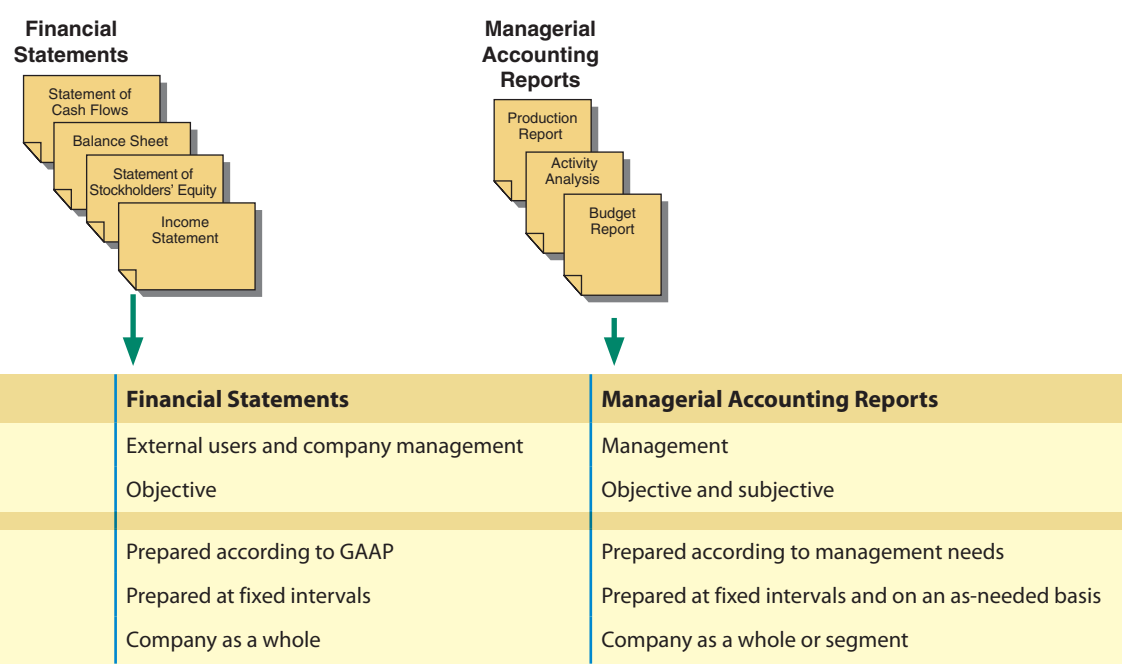 Financial
Statements
Statement of
Cash Flows
Balance Sheet
Statement of
Stockholders’ Equity
Income
Statement
Managerial
Accounting
Reports
Production
Report
Activity
Analysis
Budget
Report
Financial Statements
Managerial Accounting Reports
External users and company management
Management
Objective
Objective and subjective
Prepared according to GAAP
Prepared according to management needs
Prepared at fixed intervals
Prepared at fixed intervals and on an as-needed basis
Company as a whole
Company as a whole or segment